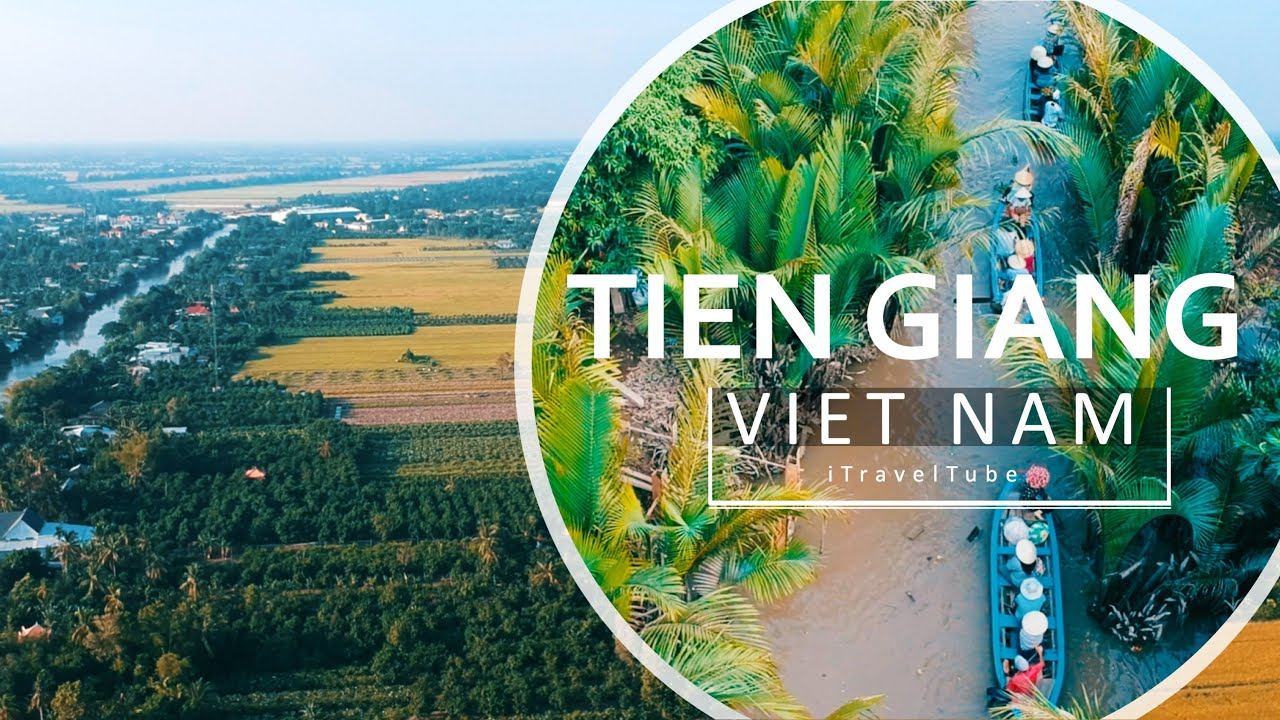 TIEN GIANG
VIET NAM
iTravelTube